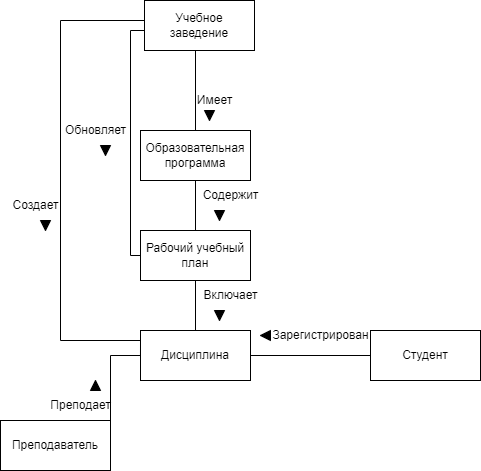 Учебное
заведение
Имеет
Обновляет
Образовательная
программа
Содержит
Создает
Рабочий учебный
план
Включает
Зарегистрирован
Дисциплина
Студент
Преподает
Преподаватель